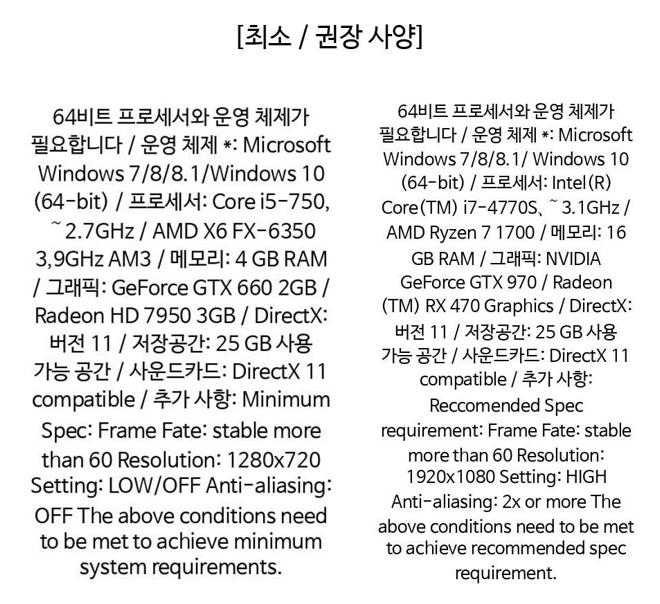 [최소 / 권장 사양]
64비트 프로세서와 운영 체제가
필요합니다 / 운영 체제 *: Microsoft
Windows 7/8/8.1/Windows 10
(64-bit) / 프로세서: Core i5-750,
~ 2.7GHz / AMD X6 FX-6350
3,9GHz AM3 / 메모리: 4 GB RAM
/ 그래픽: GeForce GTX 660 2GB /
Radeon HD 7950 3GB / DirectX:
버전 11 / 저장공간: 25 GB 사용
가능 공간 / 사운드카드: DirectX 11
compatible / 추가 사항: Minimum
Spec: Frame Fate: stable more
than 60 Resolution: 1280x720
Setting: LOW/OFF Anti-aliasing:
OFF The above conditions need
to be met to achieve minimum
system requirements.
64비트 프로세서와 운영 체제가
필요합니다 / 운영 체제 *: Microsoft
Windows 7/8/8.1/ Windows 10
(64-bit) / 프로세서: Intel(R)
Core(TM) i7-4770S, ~ 3.1GHz /
AMD Ryzen 7 1700 / 메모리: 16
GB RAM / 그래픽: NVIDIA
GeForce GTX 970 / Radeon
(TM) RX 470 Graphics / DirectX:
버전 11 / 저장공간: 25 GB 사용
가능 공간 / 사운드카드: DirectX 11
compatible / 추가 사항:
Reccomended Spec
requirement: Frame Fate: stable
more than 60 Resolution:
1920x1080 Setting: HIGH
Anti-aliasing: 2x or more The
above conditions need to be met
to achieve recommended spec
requirement.